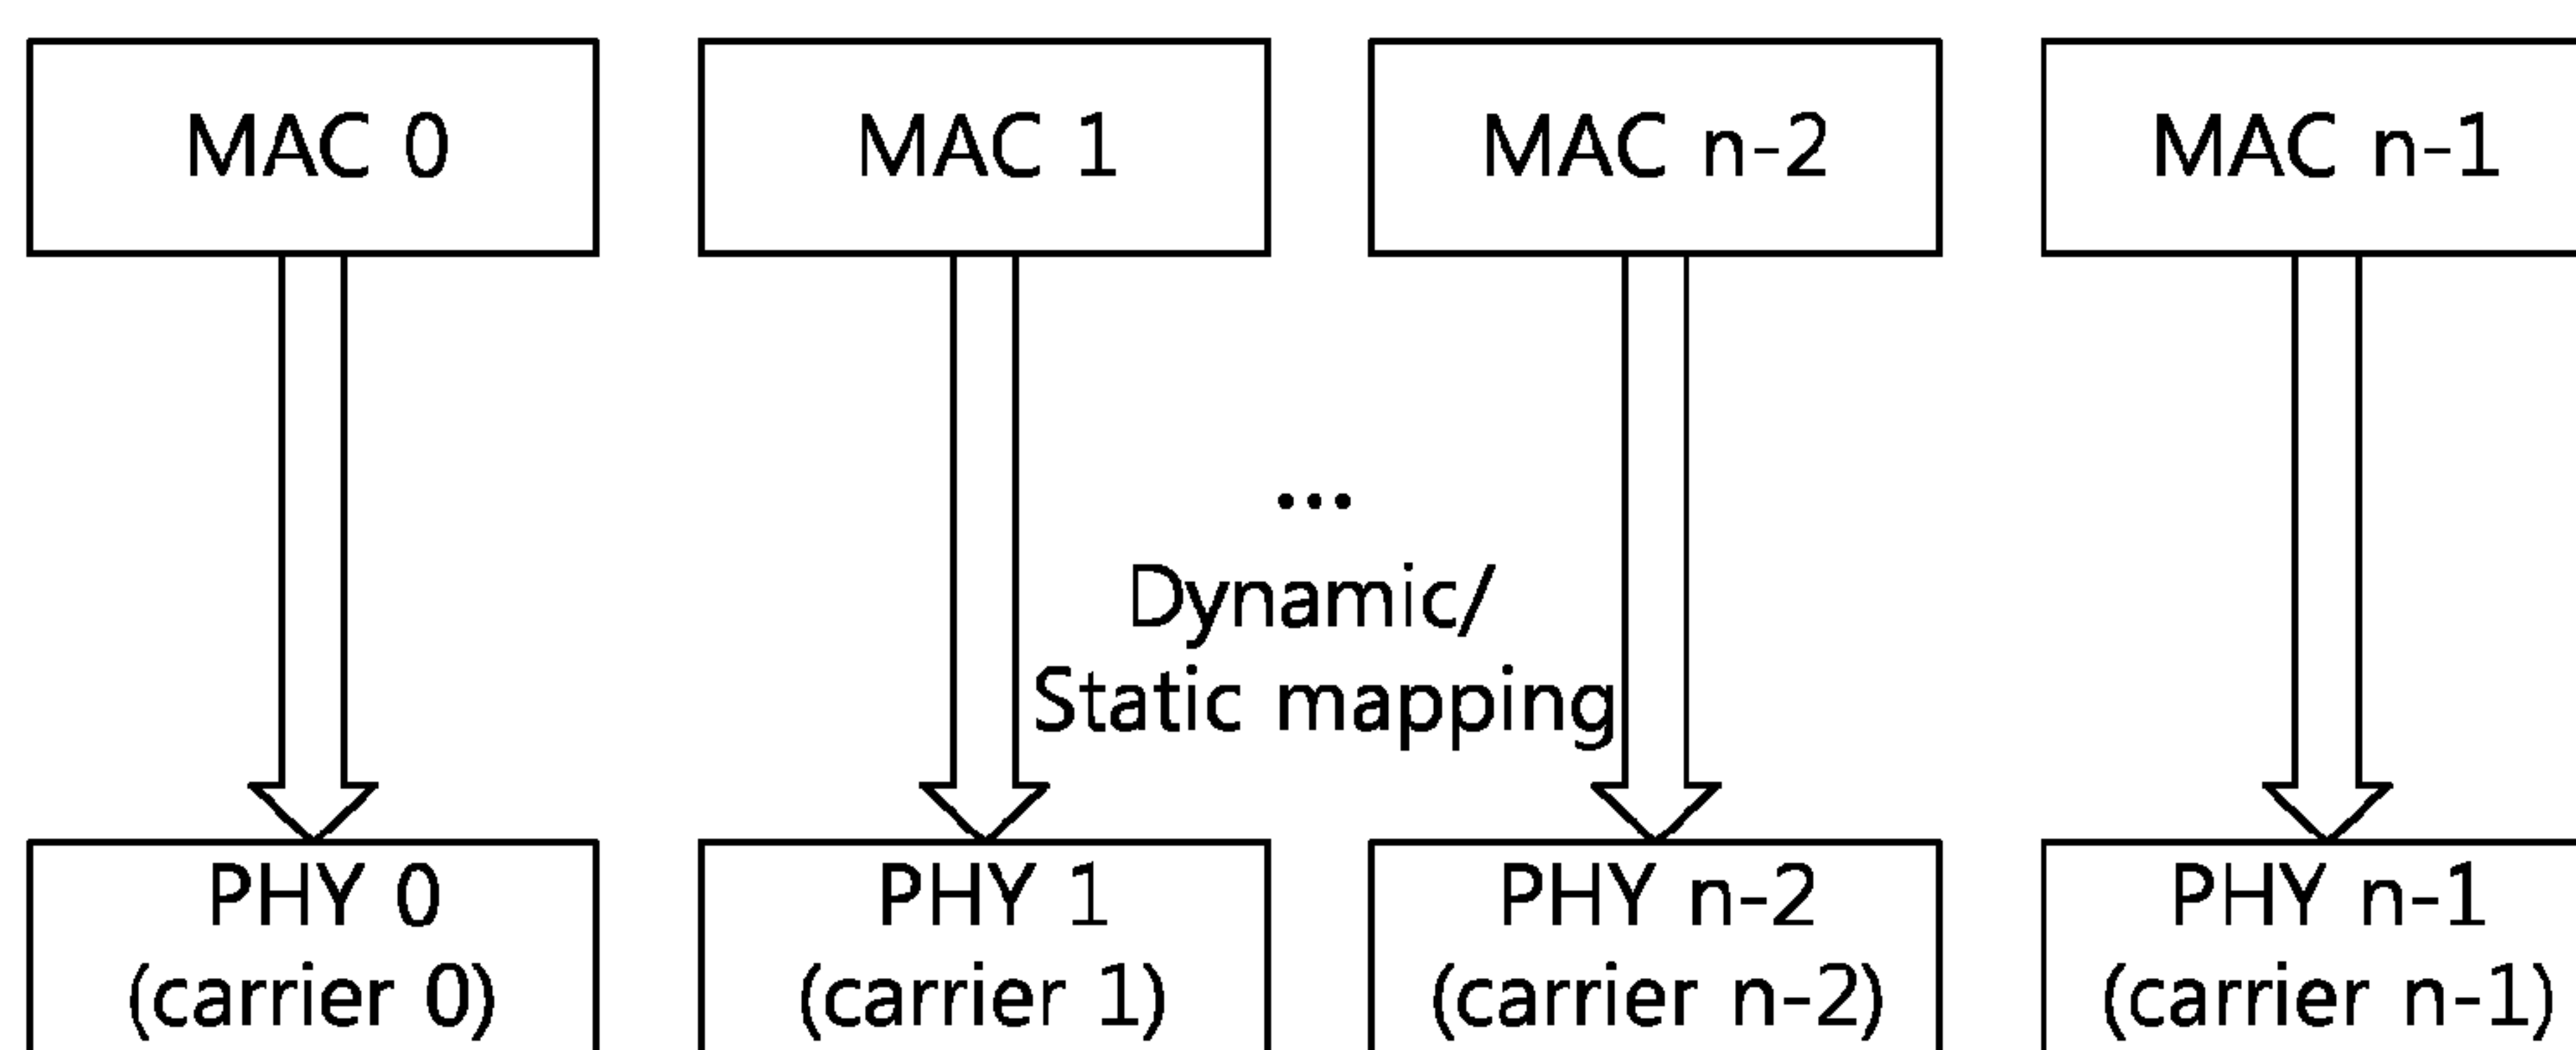 MAC 0
MAC 1
MAC n-2
MAC n-1
...
Dynamic/
Static mapping
PHY 0
(carrier 0)
PHY 1
(carrier 1)
PHY n-2
(carrier n-2)
PHY n-1
(carrier n-1)